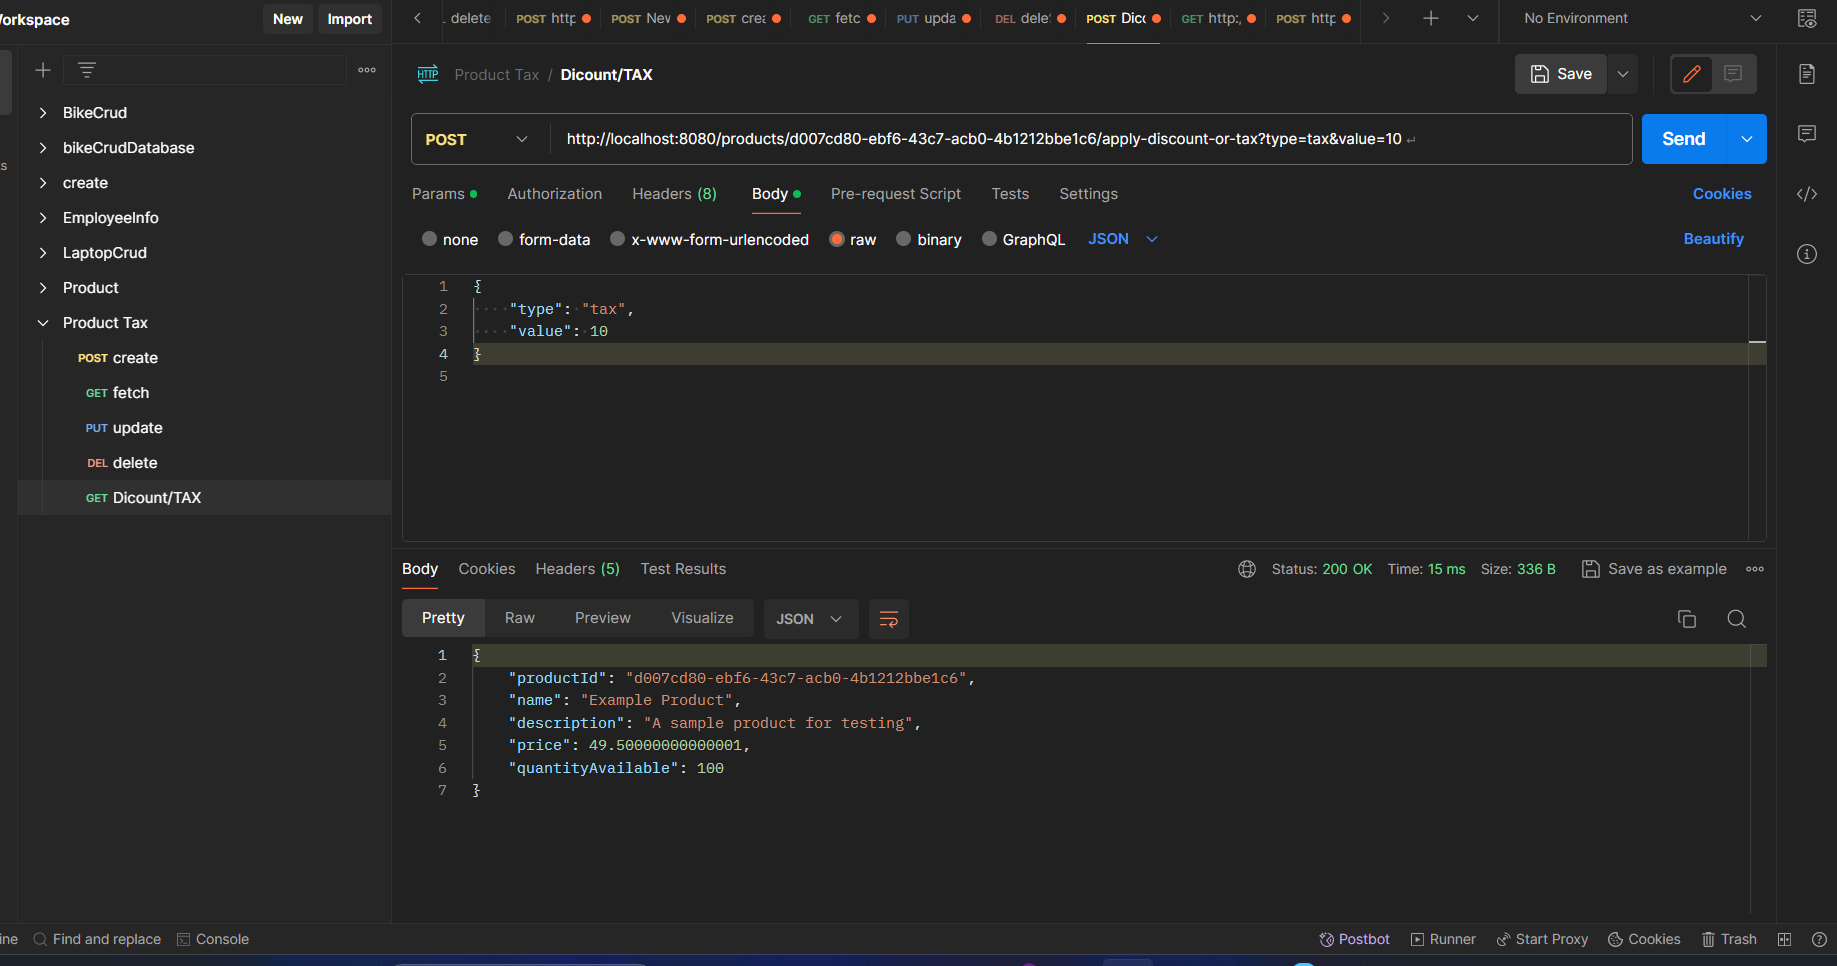 Workspace
New
Import
delete
POST http
POST Nev
POST crea
GET fetc
PUT upda
DEL dele
POST Dico
GET http:/
POST http
No Environment
HTTP Product Tax / Dicount/TAX
Save
BikeCrud
bikeCrudDatabase
create
EmployeeInfo
LaptopCrud
Product
Product Tax
POST create
GET fetch
PUT update
DEL delete
GET Dicount/TAX
s
POST
http://localhost:8080/products/d007cd80-ebf6-43c7-acb0-4b1212bbe1c6/apply-discount-or-tax?type=tax&value=10
Send
Params
Authorization
Headers (8)
Body
Pre-request Script
Tests
Settings
Cookies
none
form-data
x-www-form-urlencoded
raw
binary
GraphQL
JSON
Beautify
1 {
2 "type": "tax",
3 "value": 10
4 }
5
Body
Cookies
Headers (5)
Test Results
Status: 200 OK
Time: 15 ms
Size: 336 B
Save as example
Pretty
Raw
Preview
Visualize
JSON
1 {
2 "productId": "d007cd80-ebf6-43c7-acb0-4b1212bbe1c6",
3 "name": "Example Product",
4 "description": "A sample product for testing",
5 "price": 49.50000000000001,
6 "quantityAvailable": 100
7 }
ine
Find and replace
Console
Postbot
Runner
Start Proxy
Cookies
Trash